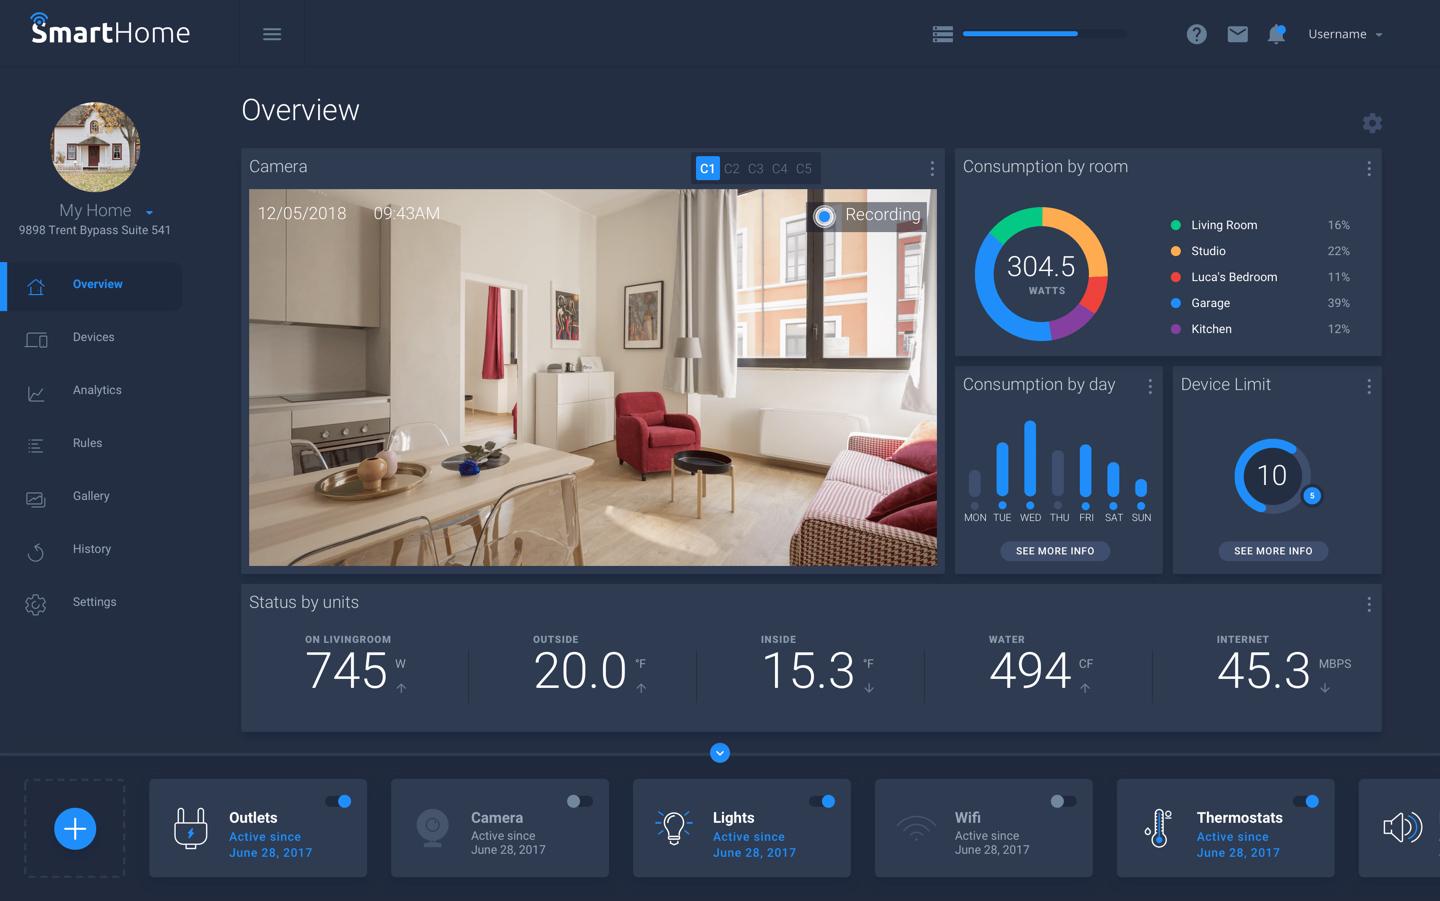 SmartHome
Username
My Home
9898 Trent Bypass Suite 541
Overview
Devices
Analytics
Rules
Gallery
History
Settings
Overview
Camera
C1 C2 C3 C4 C5
12/05/2018 09:43AM
Recording
Consumption by room
304.5
WATTS
Living Room 16%
Studio 22%
Luca's Bedroom 11%
Garage 39%
Kitchen 12%
Consumption by day
MON TUE WED THU FRI SAT SUN
SEE MORE INFO
Device Limit
10
5
SEE MORE INFO
Status by units
ON LIVINGROOM
745 W
OUTSIDE
20.0 °F
INSIDE
15.3 °F
WATER
494 CF
INTERNET
45.3 MBPS
Outlets
Active since
June 28, 2017
Camera
Active since
June 28, 2017
Lights
Active since
June 28, 2017
Wifi
Active since
June 28, 2017
Thermostats
Active since
June 28, 2017